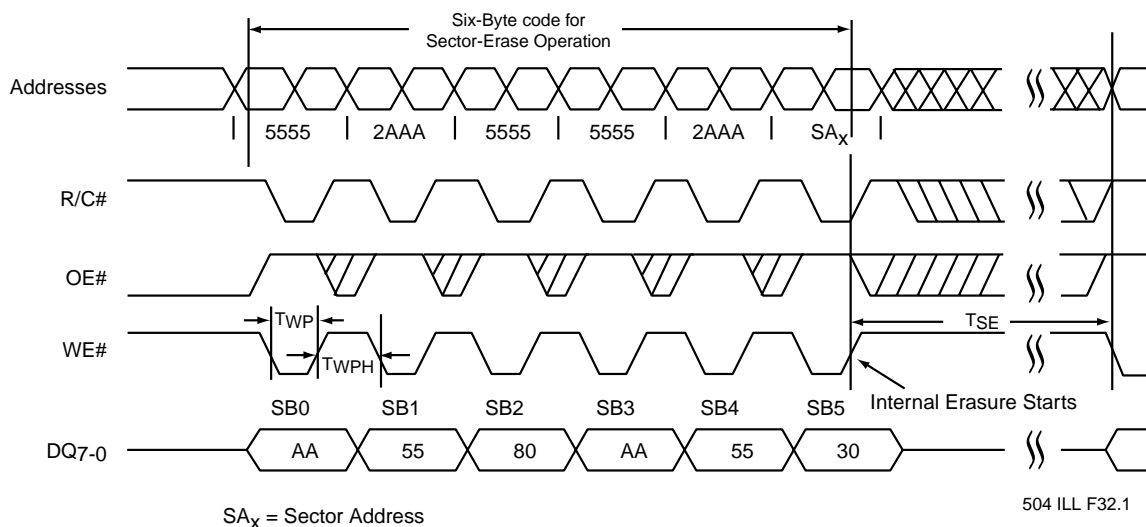 Six-Byte code for
Sector-Erase Operation
Addresses
5555 2AAA 5555 5555 2AAA SAX
R/C#
OE#
TWP
TSE
WE#
TWPH
Internal Erasure Starts
SB0 SB1 SB2 SB3 SB4 SB5
DQ7-0
AA 55 80 AA 55 30
504 ILL F32.1
SAX = Sector Address